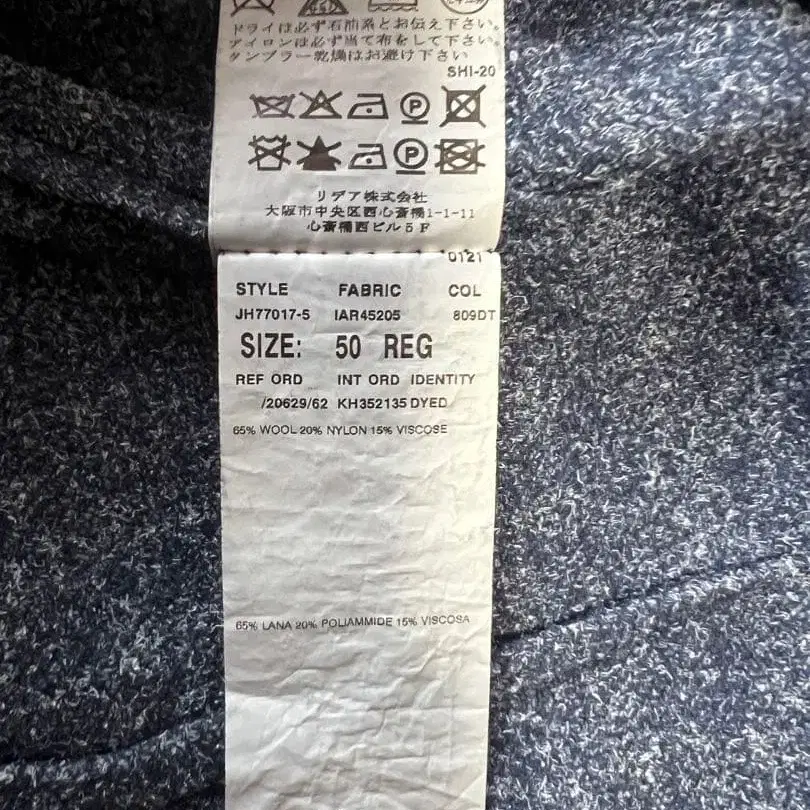 ドライは必ず石油系とお伝え下さい。
アイロンは必ず当て布をして下さい。
タンブラー乾燥はお避け下さい
SHI-20
P
P
リデア株式会社
大阪市中央区西心斎橋1-1-11
心斎橋西ビル5F
0121
STYLE FABRIC COL
JH77017-5 IAR45205 809DT
SIZE: 50 REG
REF ORD INT ORD IDENTITY
/20629/62 KH352135 DYED
65% WOOL 20% NYLON 15% VISCOSE
65% LANA 20% POLIAMMIDE 15% VISCOSA